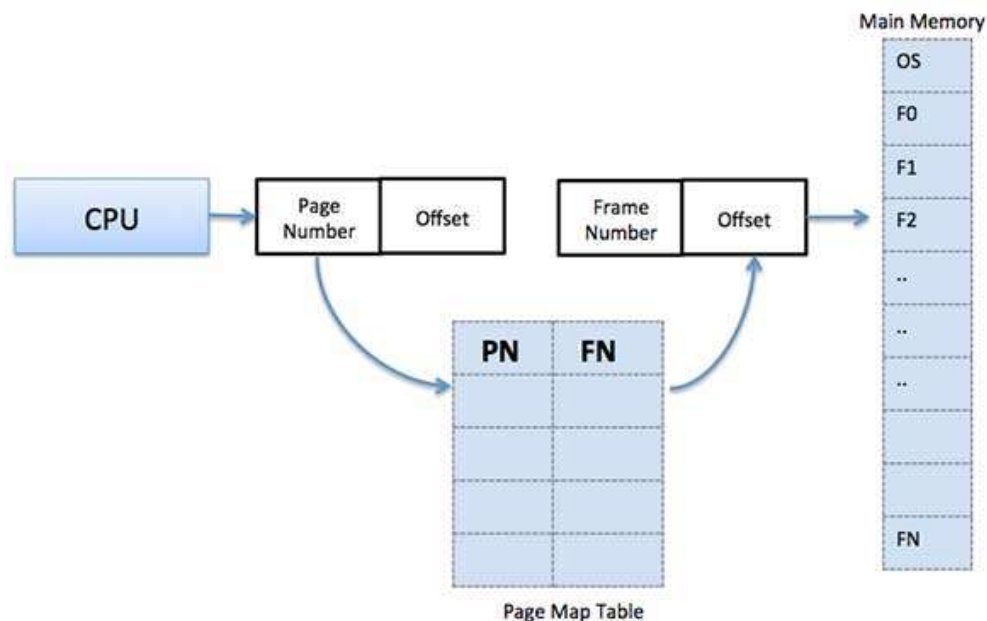 Main Memory
OS
F0
F1
F2
..
..
..
FN
CPU
Page
Number
Offset
Frame
Number
Offset
PN
FN
Page Map Table